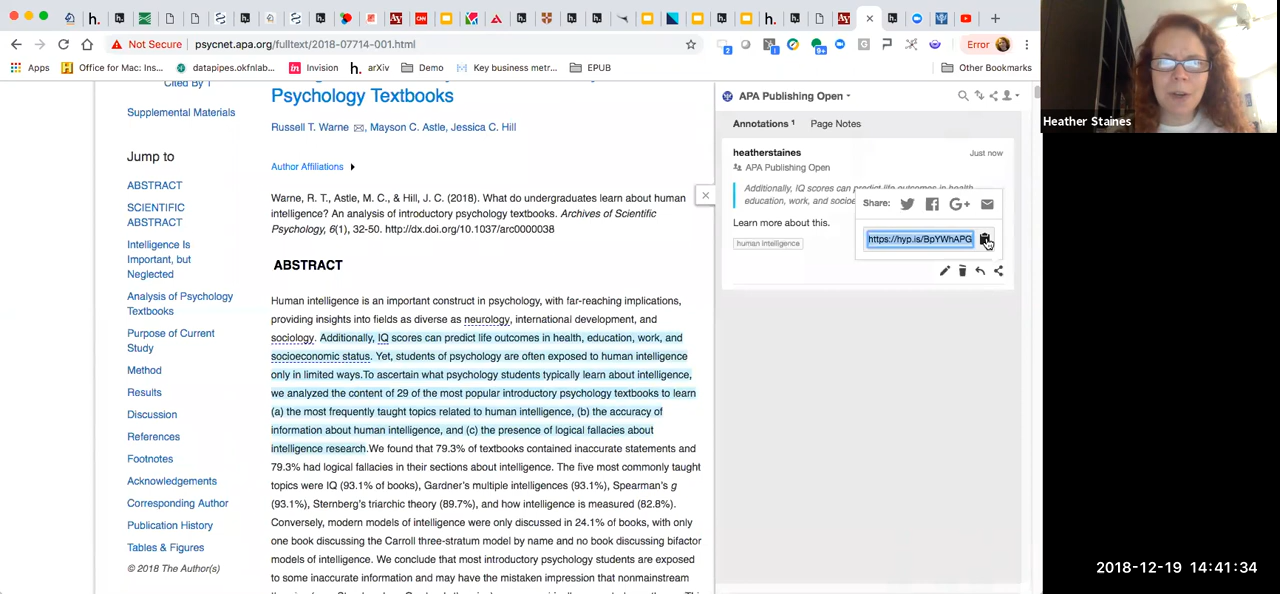 Not Secure
psycnet.apa.org/fulltext/2018-07714-001.html
Error
Apps
Office for Mac: Ins...
datapipes.okfnlab...
Invision
h. arXiv
Demo
Key business metr...
EPUB
Other Bookmarks
Cited By 1
Supplemental Materials
Jump to
ABSTRACT
SCIENTIFIC
ABSTRACT
Intelligence Is
Important, but
Neglected
Analysis of Psychology
Textbooks
Purpose of Current
Study
Method
Results
Discussion
References
Footnotes
Acknowledgements
Corresponding Author
Publication History
Tables & Figures
© 2018 The Author(s)
Psychology Textbooks
Russell T. Warne, Mayson C. Astle, Jessica C. Hill
Author Affiliations
Warne, R. T., Astle, M. C., & Hill, J. C. (2018). What do undergraduates learn about human
intelligence? An analysis of introductory psychology textbooks. Archives of Scientific
Psychology, 6(1), 32-50. http://dx.doi.org/10.1037/arc0000038
ABSTRACT
Human intelligence is an important construct in psychology, with far-reaching implications,
providing insights into fields as diverse as neurology, international development, and
sociology. Additionally, IQ scores can predict life outcomes in health, education, work, and
socioeconomic status. Yet, students of psychology are often exposed to human intelligence
only in limited ways.To ascertain what psychology students typically learn about intelligence,
we analyzed the content of 29 of the most popular introductory psychology textbooks to learn
(a) the most frequently taught topics related to human intelligence, (b) the accuracy of
information about human intelligence, and (c) the presence of logical fallacies about
intelligence research.We found that 79.3% of textbooks contained inaccurate statements and
79.3% had logical fallacies in their sections about intelligence. The five most commonly taught
topics were IQ (93.1% of books), Gardner's multiple intelligences (93.1%), Spearman's g
(93.1%), Sternberg's triarchic theory (89.7%), and how intelligence is measured (82.8%).
Conversely, modern models of intelligence were only discussed in 24.1% of books, with only
one book discussing the Carroll three-stratum model by name and no book discussing bifactor
models of intelligence. We conclude that most introductory psychology students are exposed
to some inaccurate information and may have the mistaken impression that nonmainstream
APA Publishing Open
Annotations 1 Page Notes
heatherstaines
Just now
APA Publishing Open
Additionally, IQ scores can predict life outcomes in health,
education, work, and socioe
Learn more about this.
human intelligence
Share:
https://hyp.is/BpYWhAPG
Heather Staines
2018-12-19 14:41:34